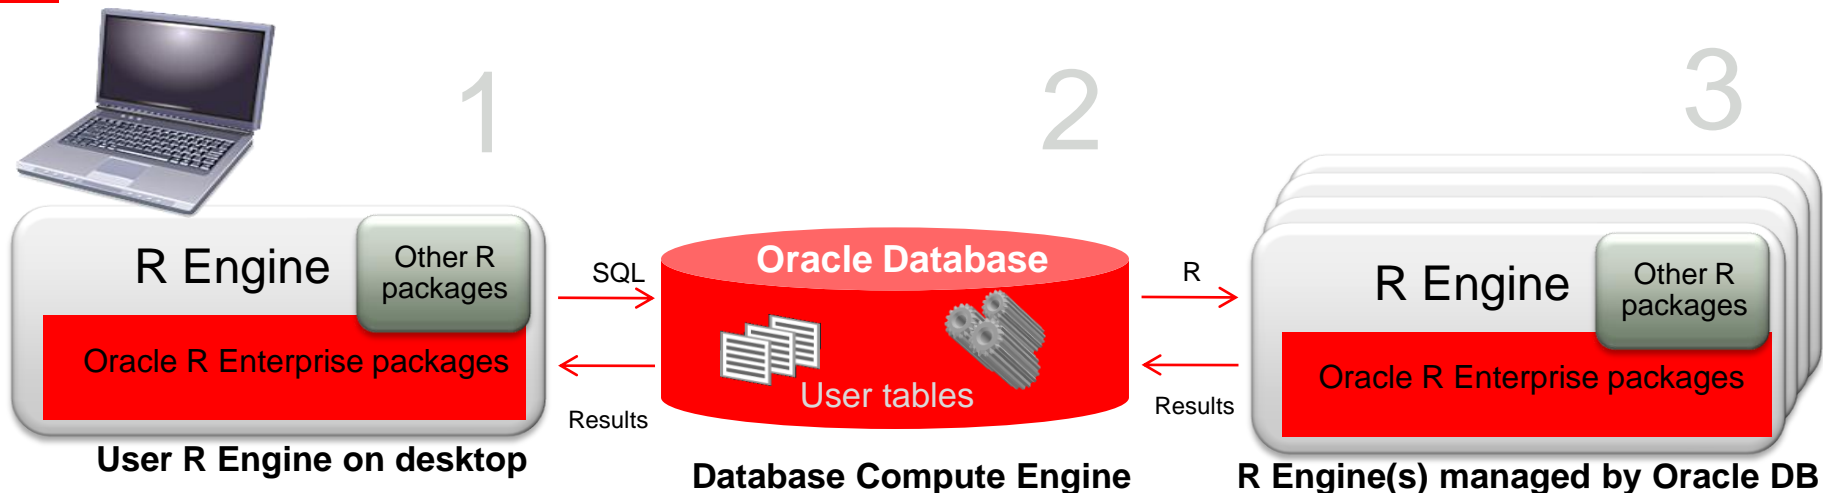 1
2
3
R Engine
Other R
packages
Oracle R Enterprise packages
User R Engine on desktop
SQL
Results
Oracle Database
User tables
Database Compute Engine
R
Results
R Engine
Other R
packages
Oracle R Enterprise packages
R Engine(s) managed by Oracle DB